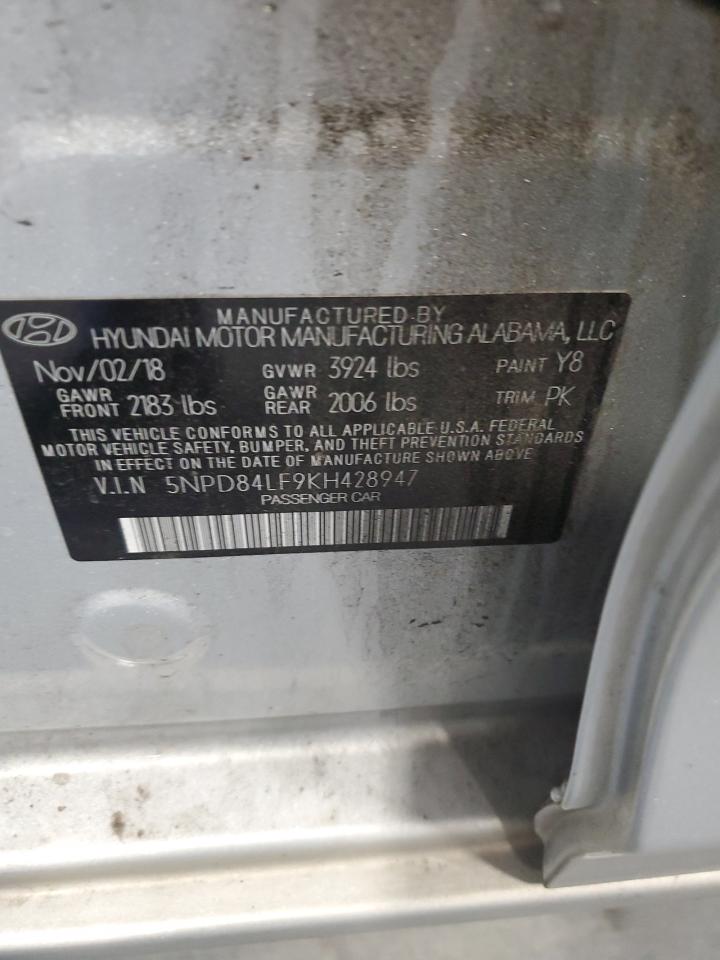 MANUFACTURED BY
HYUNDAI MOTOR MANUFACTURING ALABAMA, LLC
Nov/02/18 GVWR 3924 lbs PAINT Y8
GAWR FRONT 2183 lbs GAWR REAR 2006 lbs TRIM PK
THIS VEHICLE CONFORMS TO ALL APPLICABLE U.S.A. FEDERAL
MOTOR VEHICLE SAFETY, BUMPER, AND THEFT PREVENTION STANDARDS
IN EFFECT ON THE DATE OF MANUFACTURE SHOWN ABOVE.
V.I.N 5NPD84LF9KH428947
PASSENGER CAR